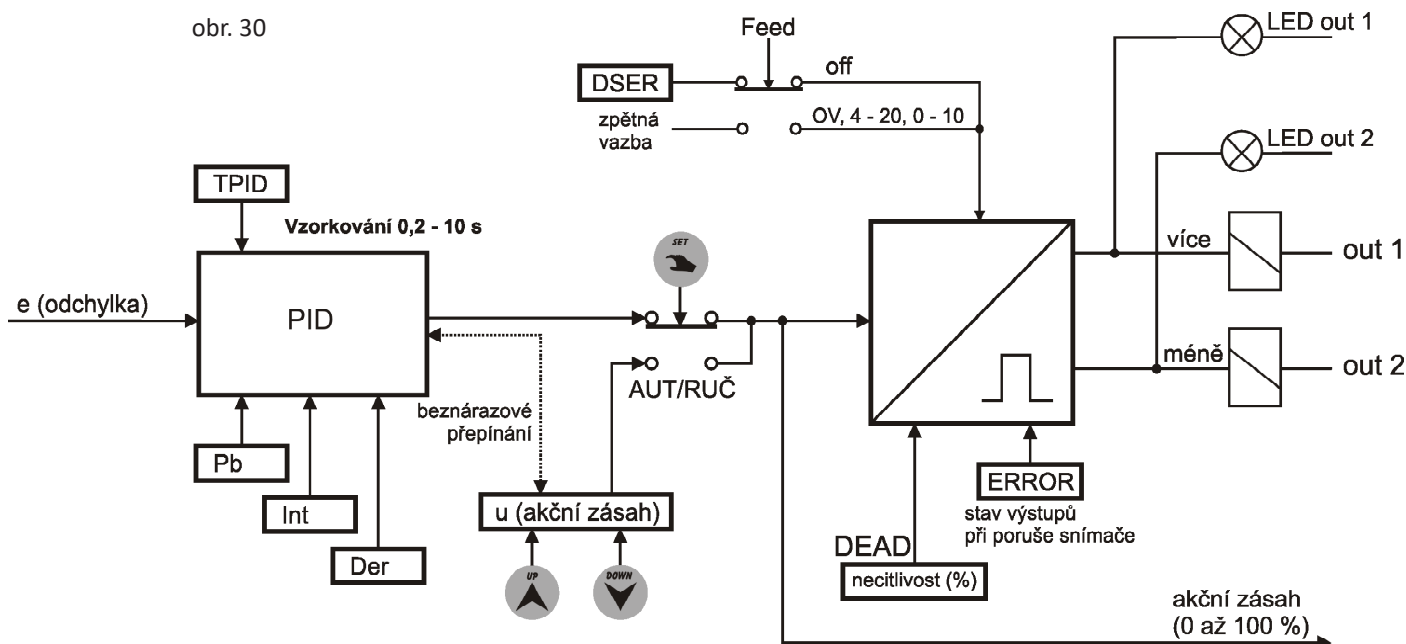 obr. 30
Feed
LED out 1
DSER
off
zpětná
vazba
OV, 4 - 20, 0 - 10
LED out 2
TPID
Vzorkování 0,2 - 10 s
SET
více
out 1
e (odchylka)
PID
AUT/RUČ
méně
out 2
beznárazové
přepínání
Pb
Int
Der
u (akční zásah)
UP
DOWN
ERROR
stav výstupů
při poruše snímače
DEAD
necitlivost (%)
akční zásah
(0 až 100 %)